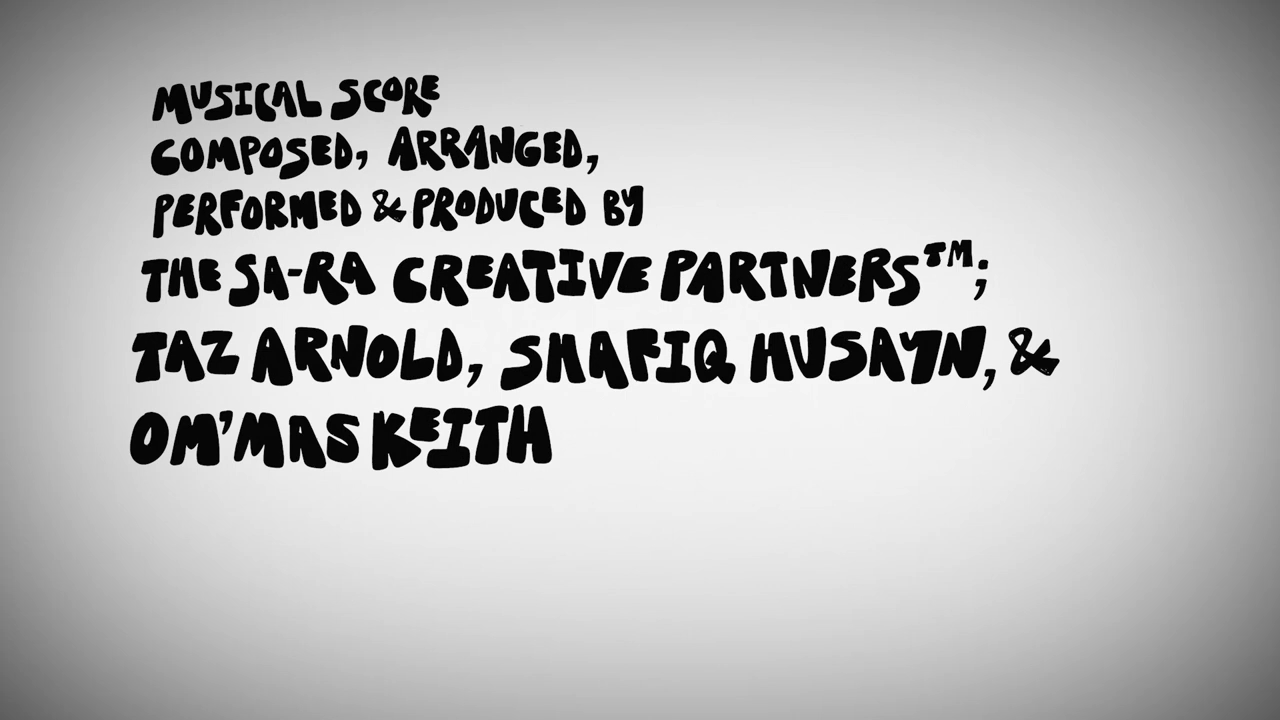 MUSICAL SCORE
COMPOSED, ARRANGED,
PERFORMED & PRODUCED BY
THE SA-RA CREATIVE PARTNERS™;
TAZ ARNOLD, SHAFIQ HUSAYN, &
OM'MAS KEITH